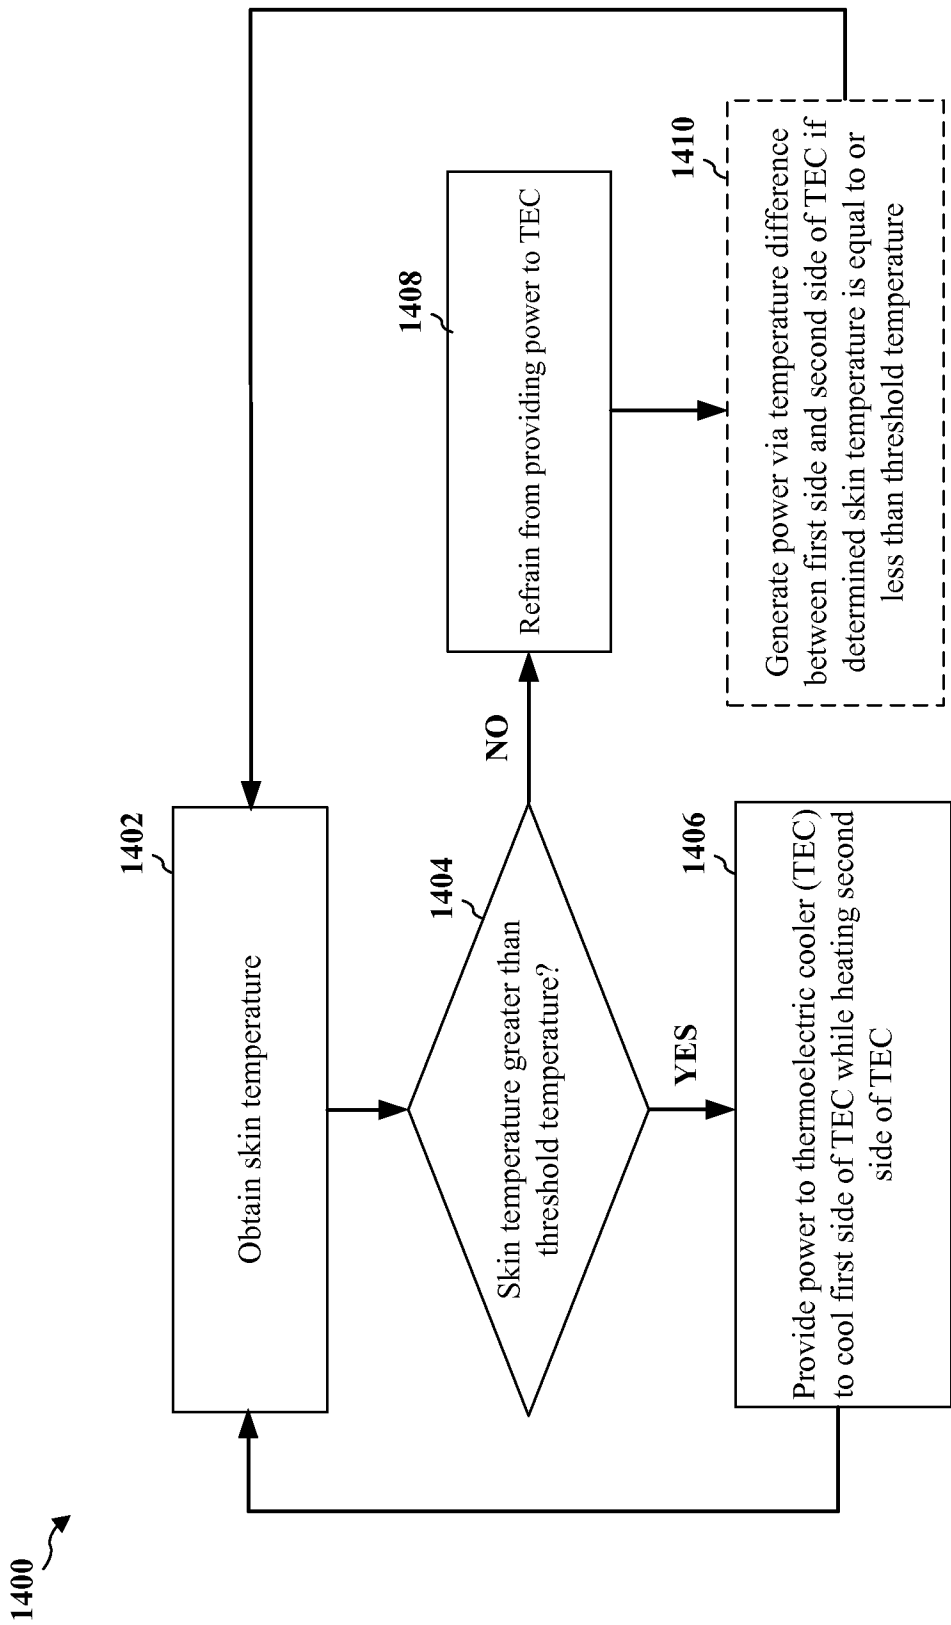 1400
1402
Obtain skin temperature
1404
Skin temperature greater than
threshold temperature?
NO
1408
Refrain from providing power to TEC
YES
1406
Provide power to thermoelectric cooler (TEC)
to cool first side of TEC while heating second
side of TEC
1410
Generate power via temperature difference
between first side and second side of TEC if
determined skin temperature is equal to or
less than threshold temperature